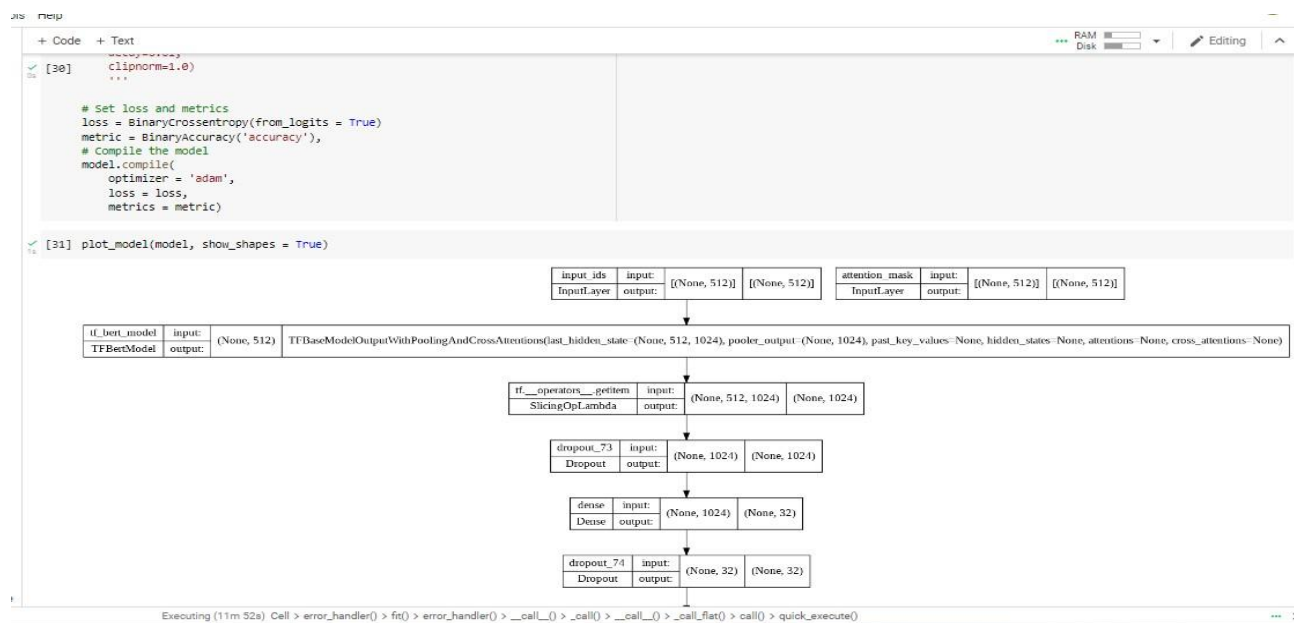 Help
+ Code + Text
RAM
Disk
Editing
[30] clipnorm=1.0)
'''
# Set loss and metrics
loss = BinaryCrossentropy(from_logits = True)
metric = BinaryAccuracy('accuracy'),
# Compile the model
model.compile(
optimizer = 'adam',
loss = loss,
metrics = metric)
[31] plot_model(model, show_shapes = True)
input_ids input: [(None, 512)] [(None, 512)]
InputLayer output:
attention_mask input: [(None, 512)] [(None, 512)]
InputLayer output:
tf_bert_model input: (None, 512) TFBaseModelOutputWithPoolingAndCrossAttentions(last_hidden_state=(None, 512, 1024), pooler_output=(None, 1024), past_key_values=None, hidden_states=None, attentions=None, cross_attentions=None)
TFBertModel output:
tf.__operators__.getitem input: (None, 512, 1024) (None, 1024)
SlicingOpLambda output:
dropout_73 input: (None, 1024) (None, 1024)
Dropout output:
dense input: (None, 1024) (None, 32)
Dense output:
dropout_74 input: (None, 32) (None, 32)
Dropout output:
Executing (11m 52s) Cell > error_handler() > fit() > error_handler() > __call__() > _call() > __call__() > _call_flat() > call() > quick_execute()